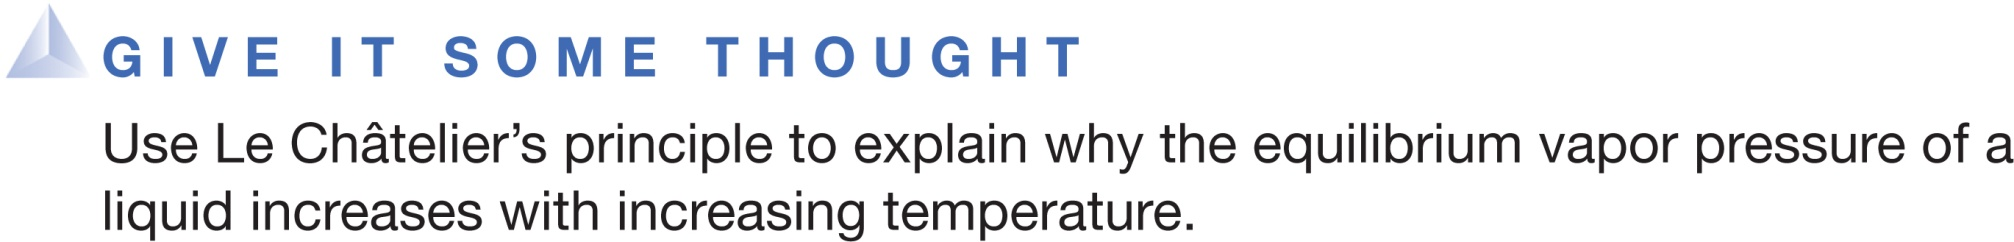 GIVE IT SOME THOUGHT
Use Le Châtelier’s principle to explain why the equilibrium vapor pressure of a
liquid increases with increasing temperature.